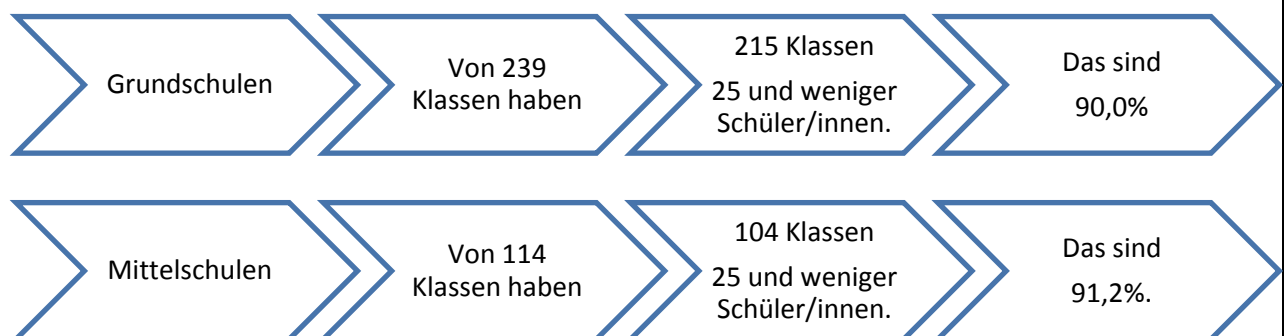 Grundschulen
Von 239
Klassen haben
215 Klassen
25 und weniger
Schüler/innen.
Das sind
90,0%
Mittelschulen
Von 114
Klassen haben
104 Klassen
25 und weniger
Schüler/innen.
Das sind
91,2%.